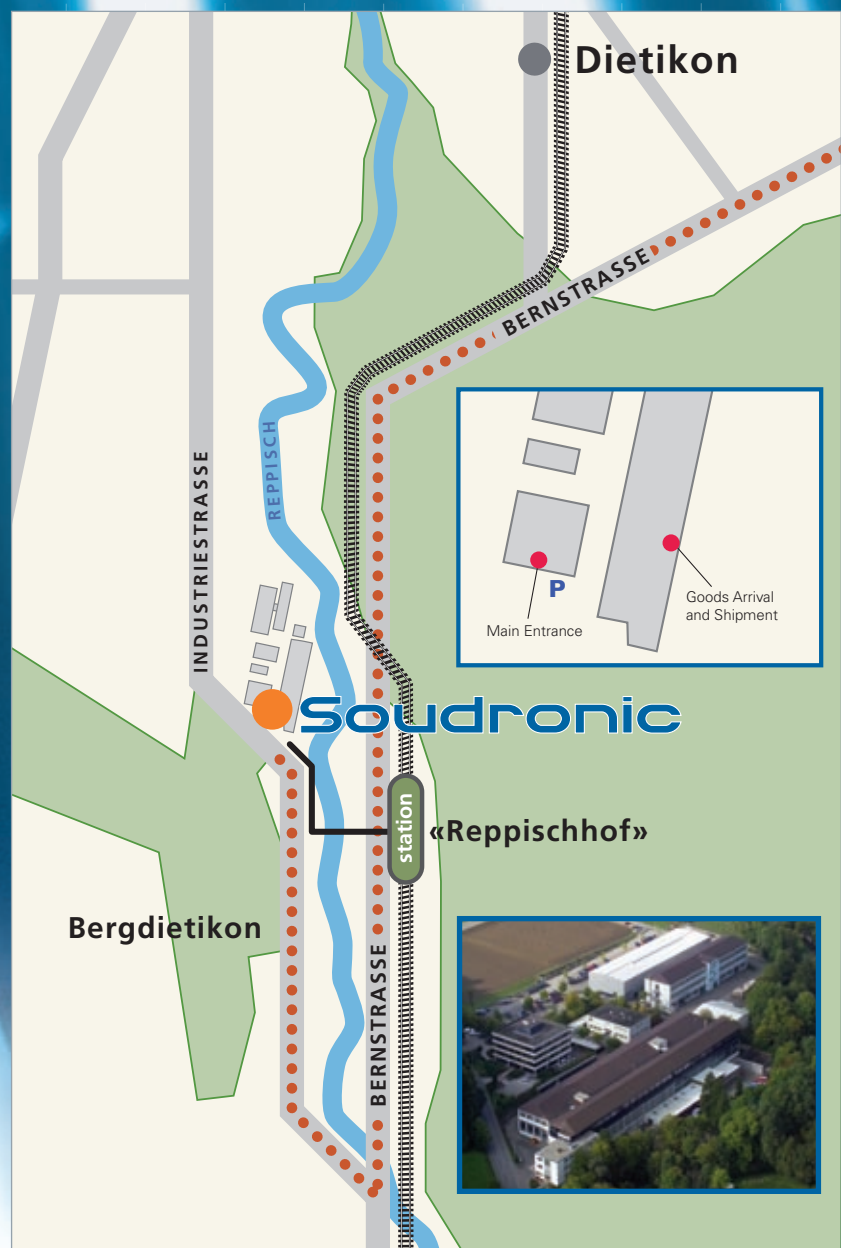 Dietikon
BERNSTRASSE
REPPISCH
INDUSTRIESTRASSE
P
Goods Arrival
and Shipment
Main Entrance
Soudronic
station
«Reppischhof»
Bergdietikon
BERNSTRASSE